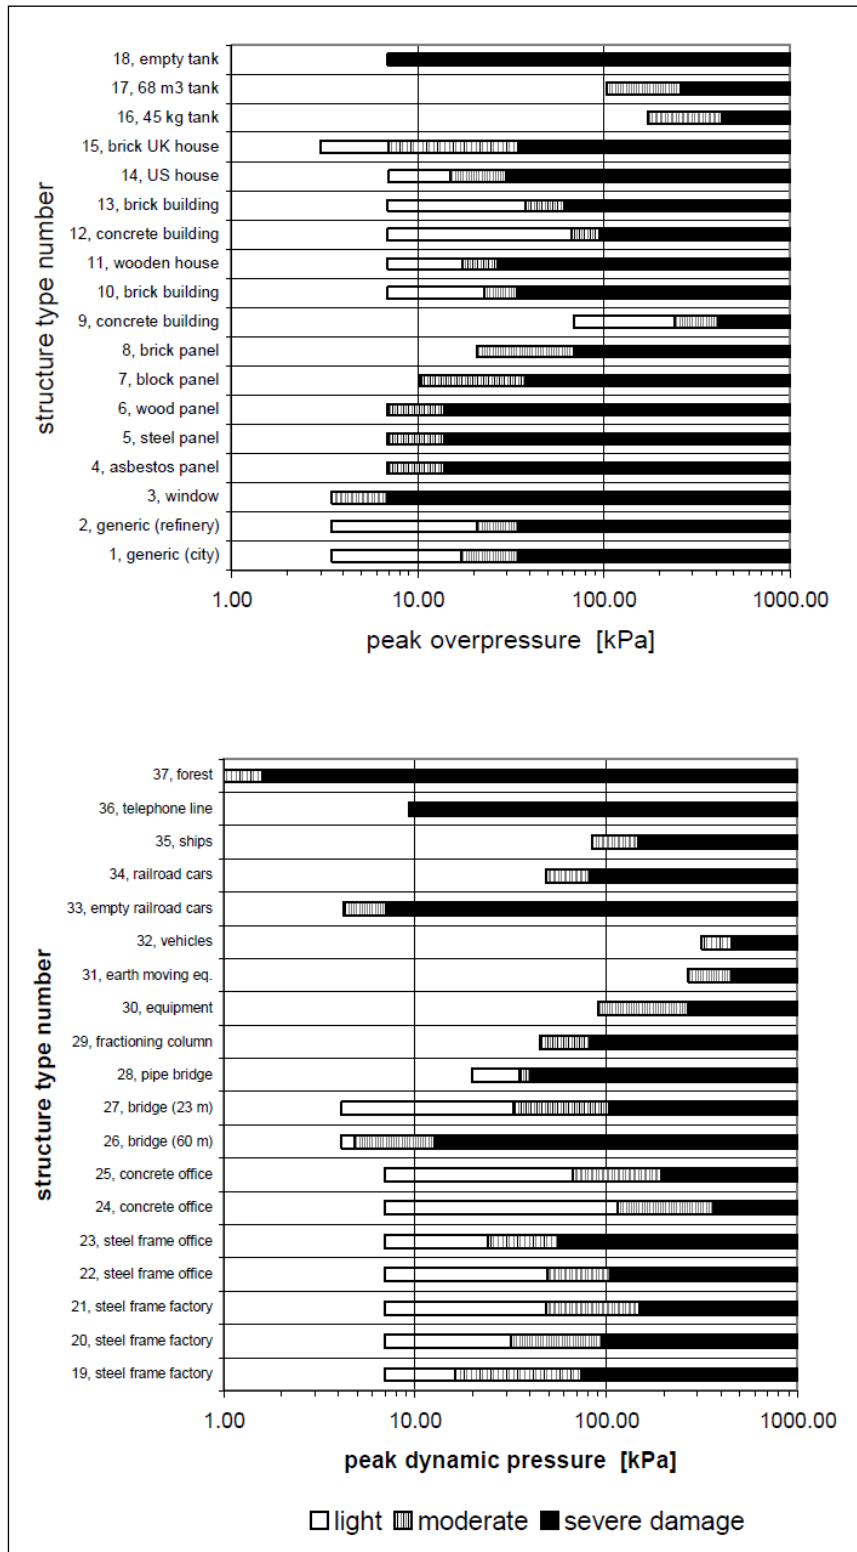 structure type number
18, empty tank
17, 68 m3 tank
16, 45 kg tank
15, brick UK house
14, US house
13, brick building
12, concrete building
11, wooden house
10, brick building
9, concrete building
8, brick panel
7, block panel
6, wood panel
5, steel panel
4, asbestos panel
3, window
2, generic (refinery)
1, generic (city)
1.00 10.00 100.00 1000.00
peak overpressure [kPa]
structure type number
37, forest
36, telephone line
35, ships
34, railroad cars
33, empty railroad cars
32, vehicles
31, earth moving eq.
30, equipment
29, fractioning column
28, pipe bridge
27, bridge (23 m)
26, bridge (60 m)
25, concrete office
24, concrete office
23, steel frame office
22, steel frame office
21, steel frame factory
20, steel frame factory
19, steel frame factory
1.00 10.00 100.00 1000.00
peak dynamic pressure [kPa]
light moderate severe damage